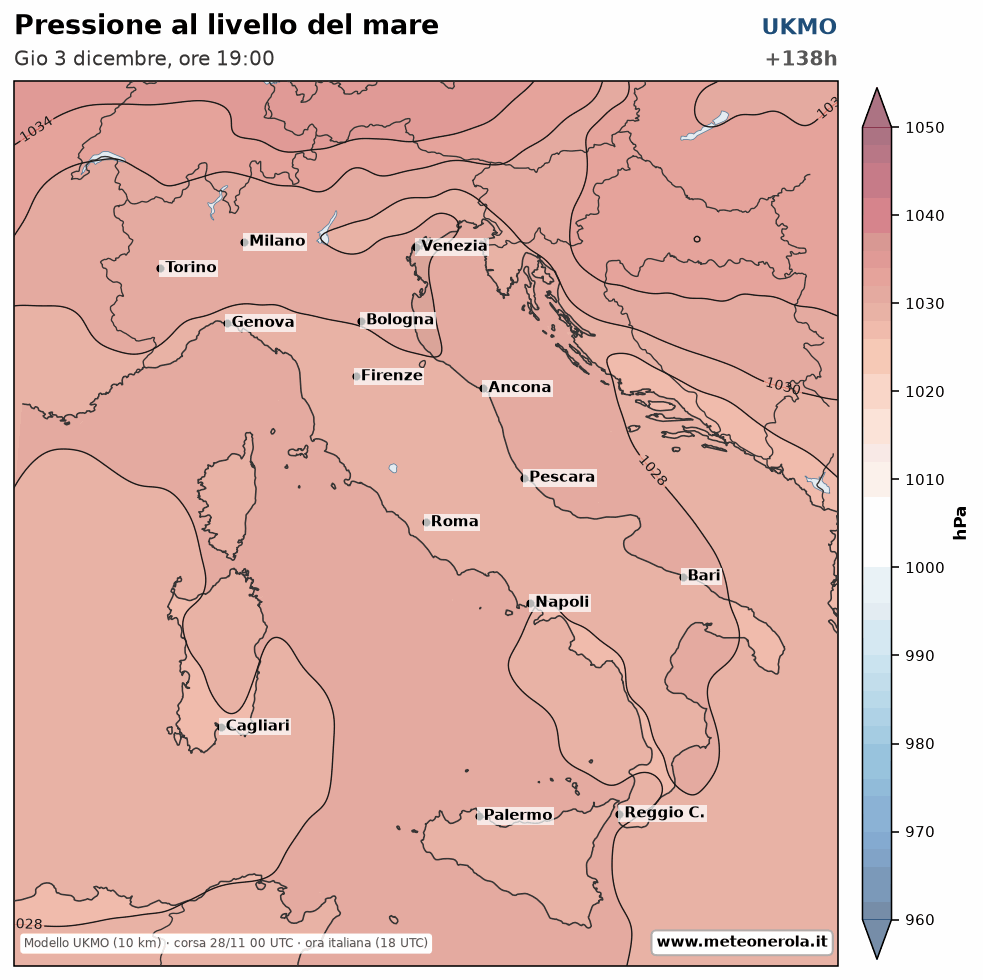 Pressione al livello del mare
UKMO
Gio 3 dicembre, ore 19:00
+138h
1034
103
1050
1040
1030
1020
1010
1000
990
980
970
960
hPa
Milano
Venezia
Torino
Genova
Bologna
Firenze
Ancona
1030
1028
Pescara
Roma
Bari
Napoli
Cagliari
Palermo
Reggio C.
028
Modello UKMO (10 km) · corsa 28/11 00 UTC · ora italiana (18 UTC)
www.meteonerola.it